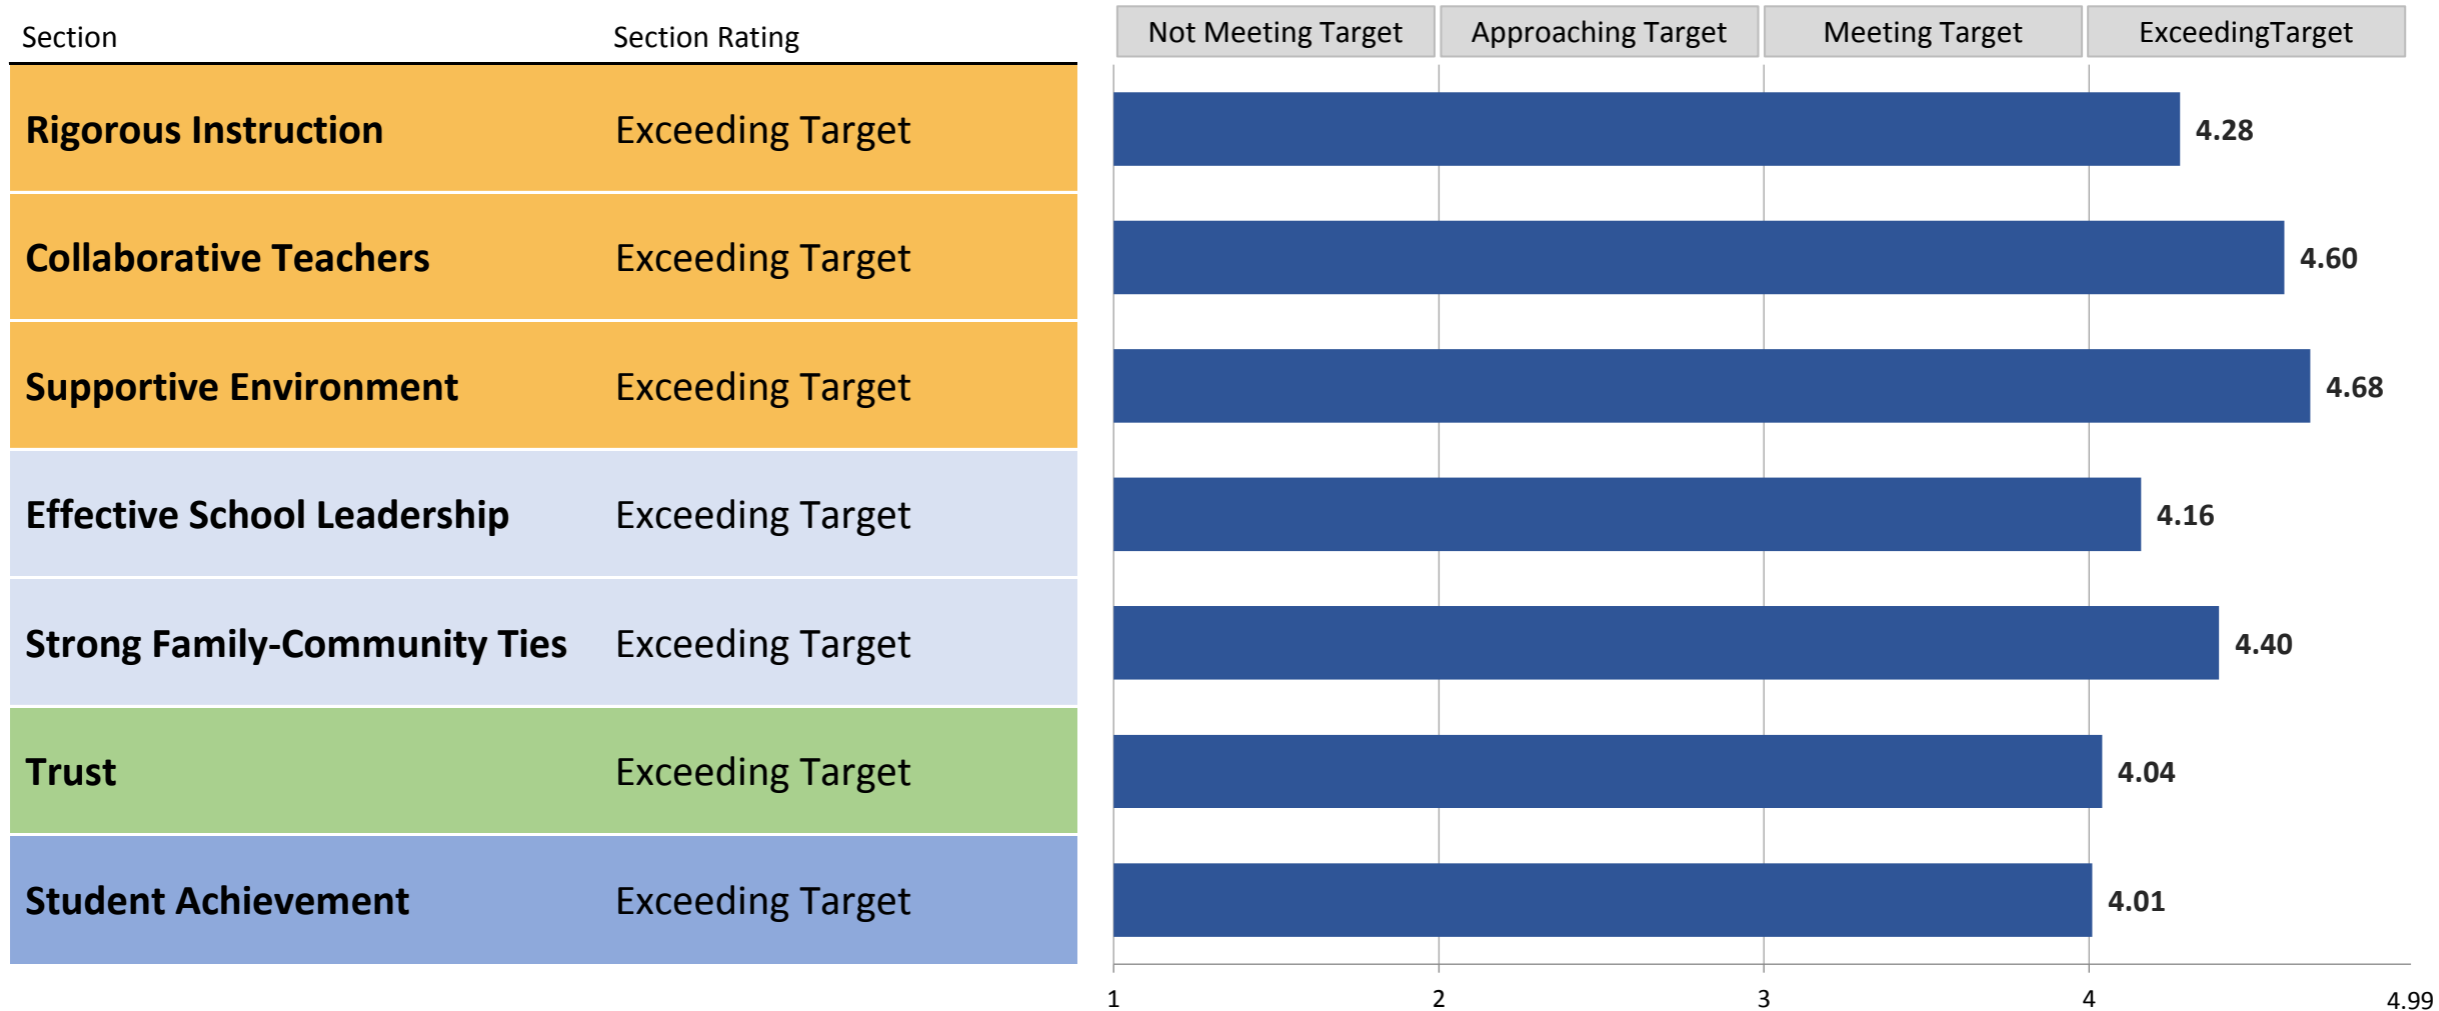 Section Section Rating Not Meeting Target Approaching Target Meeting Target ExceedingTarget
Rigorous Instruction Exceeding Target 4.28
Collaborative Teachers Exceeding Target 4.60
Supportive Environment Exceeding Target 4.68
Effective School Leadership Exceeding Target 4.16
Strong Family-Community Ties Exceeding Target 4.40
Trust Exceeding Target 4.04
Student Achievement Exceeding Target 4.01
1 2 3 4 4.99